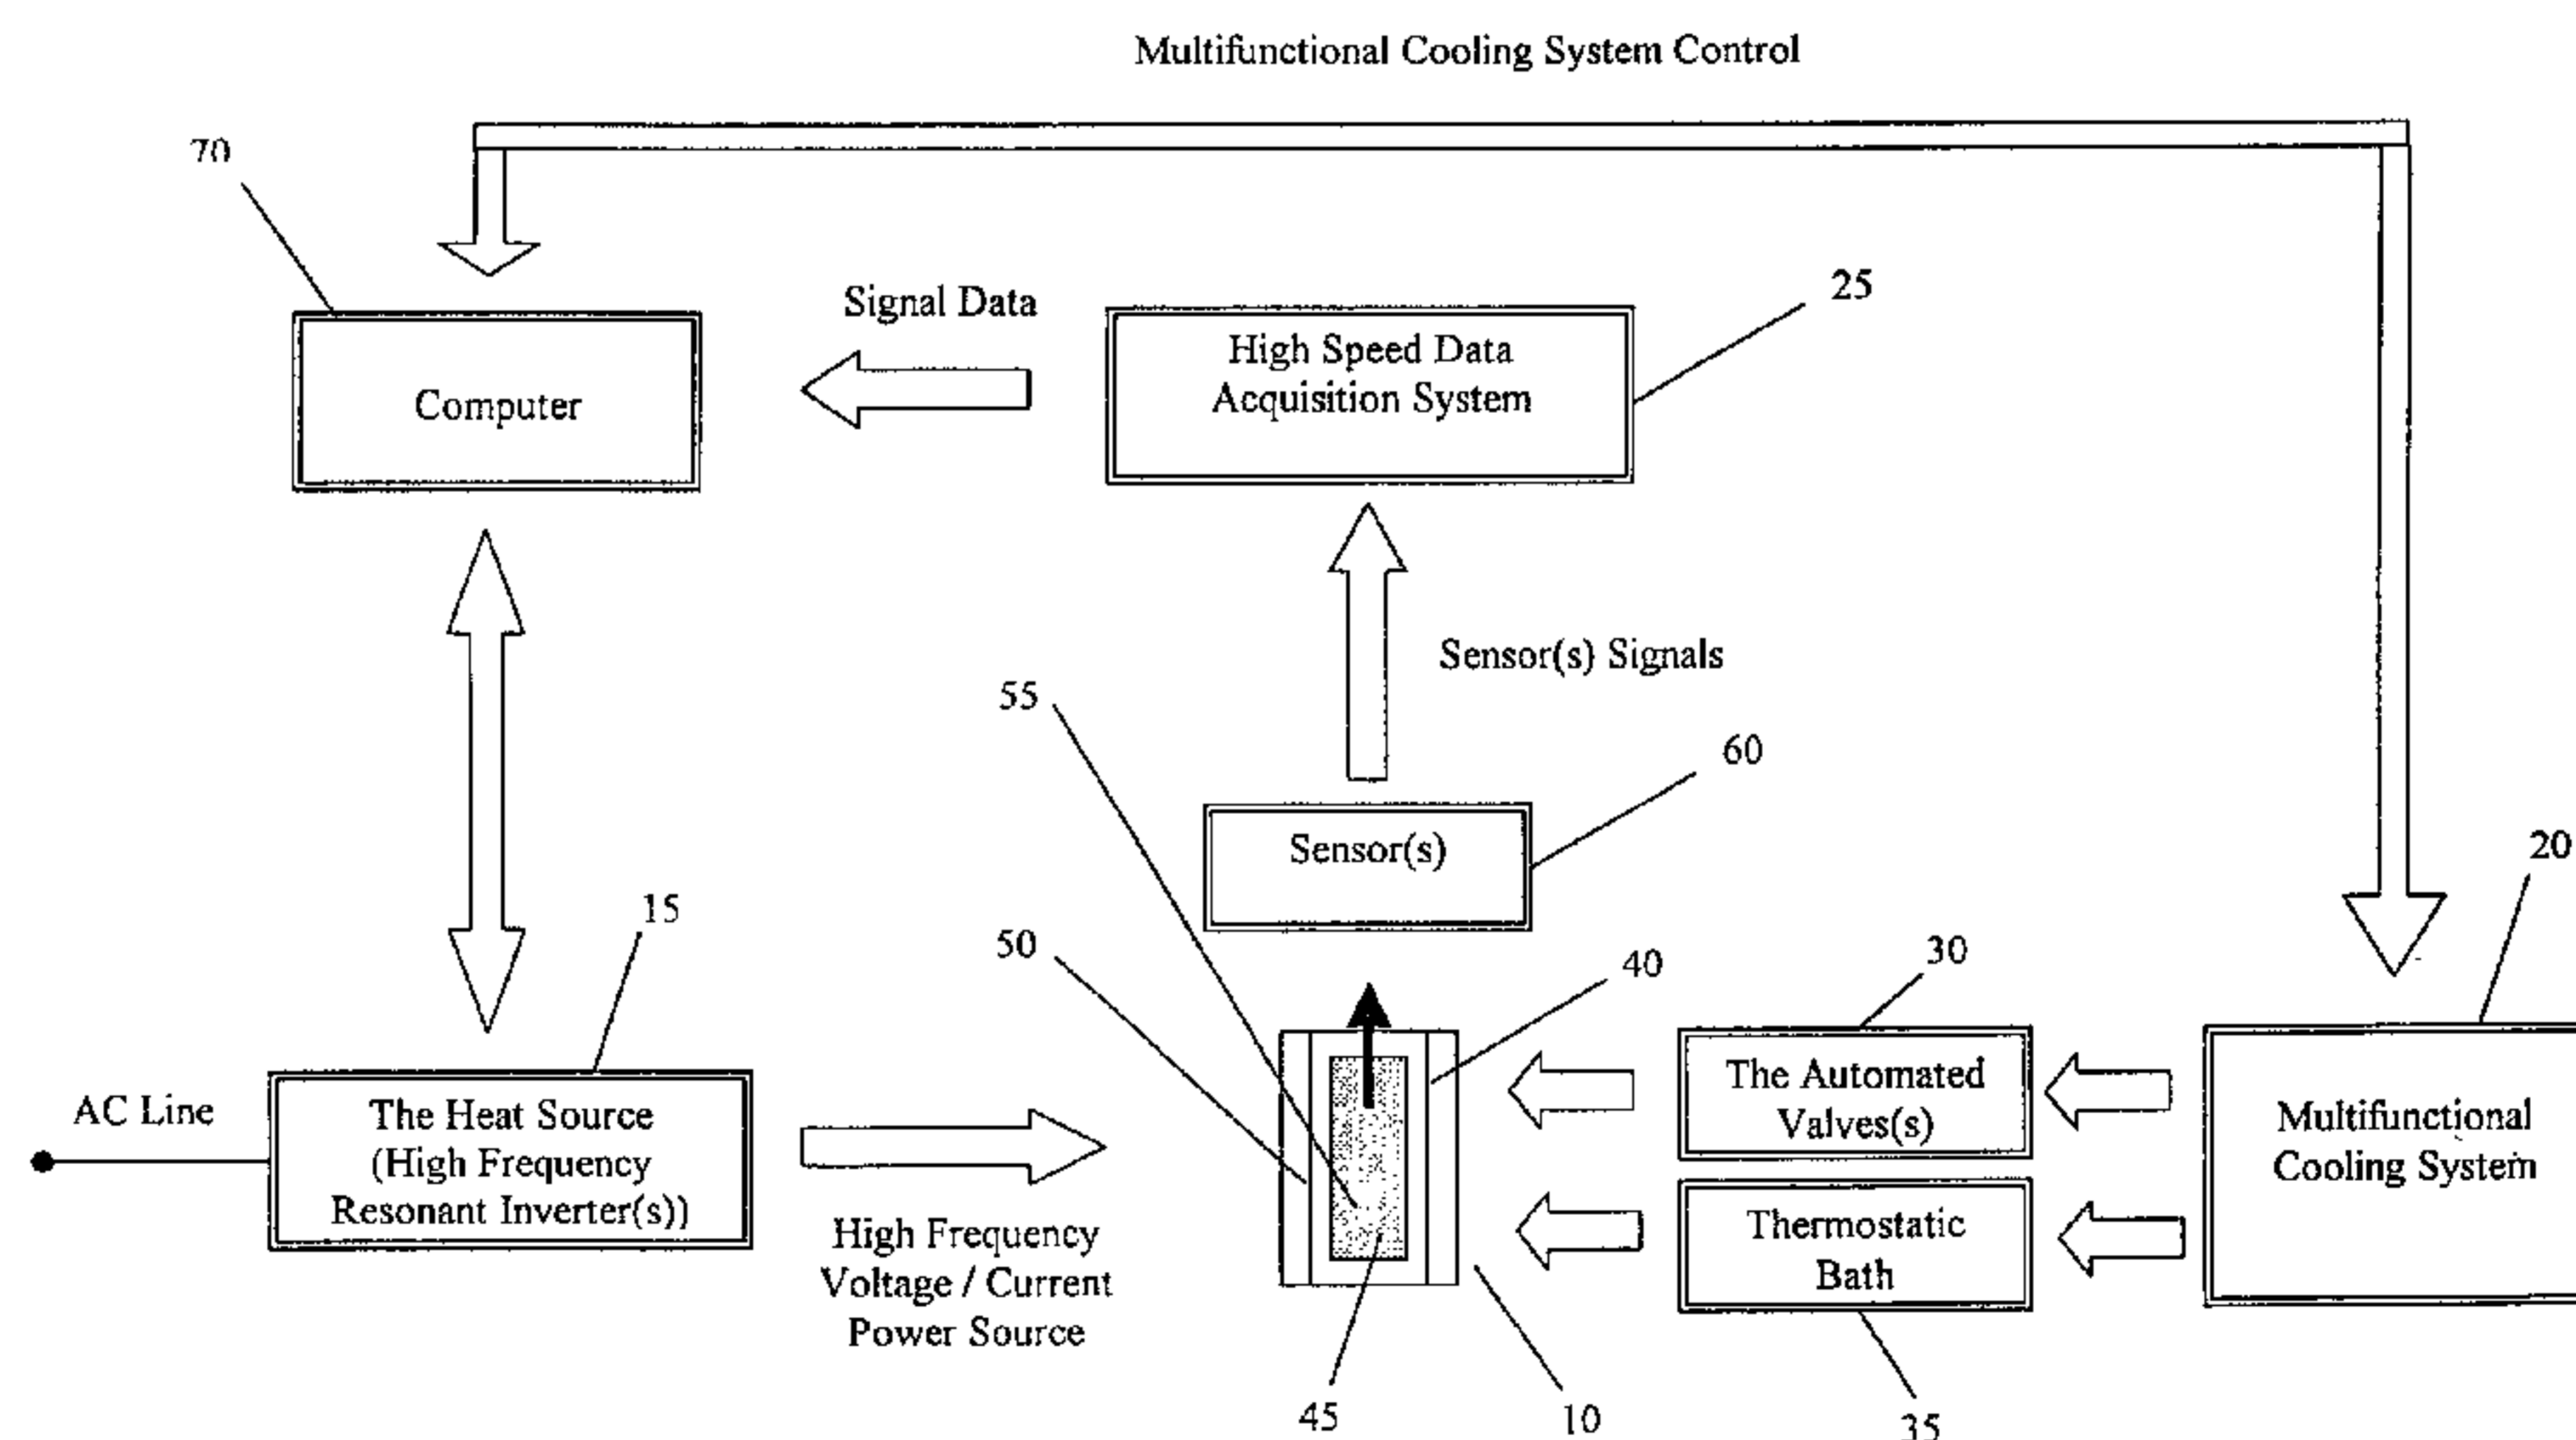 Multifunctional Cooling System Control
70
25
Signal Data
High Speed Data
Acquisition System
Computer
Sensor(s) Signals
55
60
Sensor(s)
20
15
50
40
30
AC Line
The Heat Source
(High Frequency
Resonant Inverter(s))
The Automated
Valves(s)
Multifunctional
Cooling System
High Frequency
Voltage / Current
Power Source
Thermostatic
Bath
45
10
35